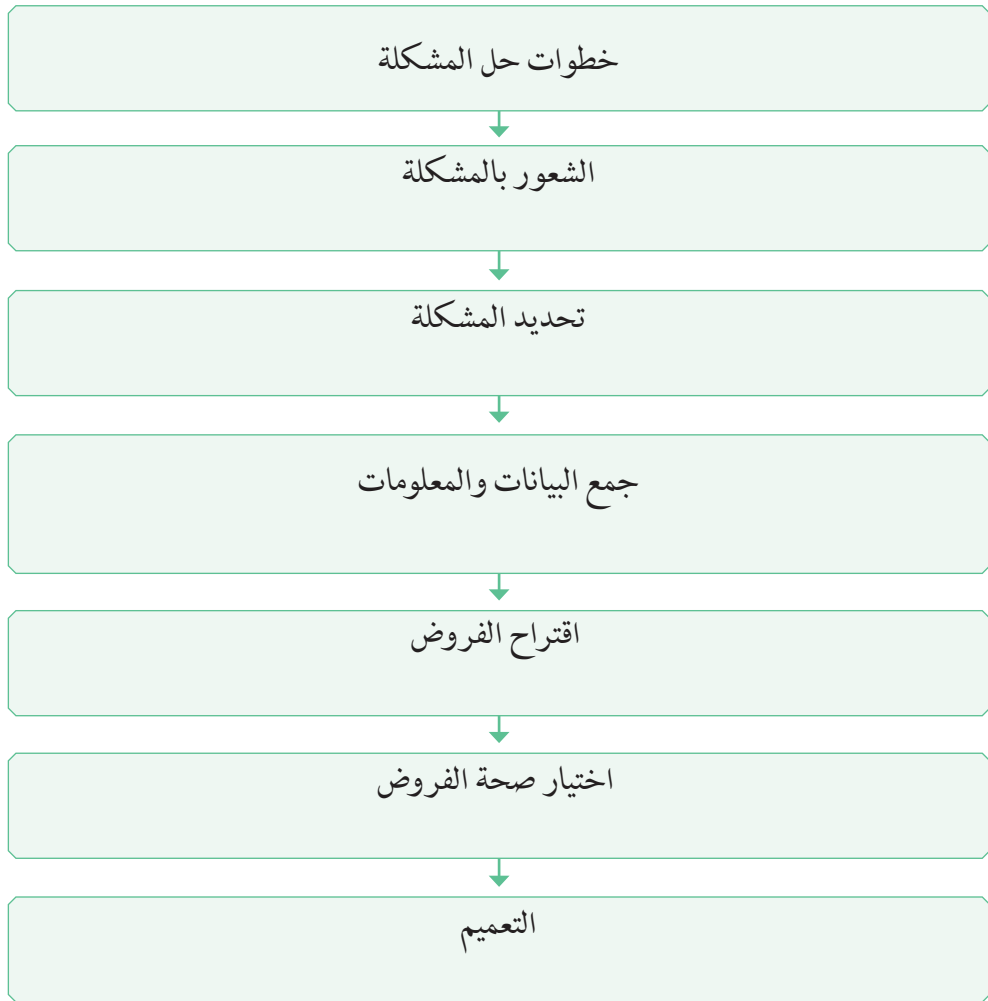 خطوات حل المشكلة
الشعور بالمشكلة
تحديد المشكلة
جمع البيانات والمعلومات
اقتراح الفروض
اختيار صحة الفروض
التعميم